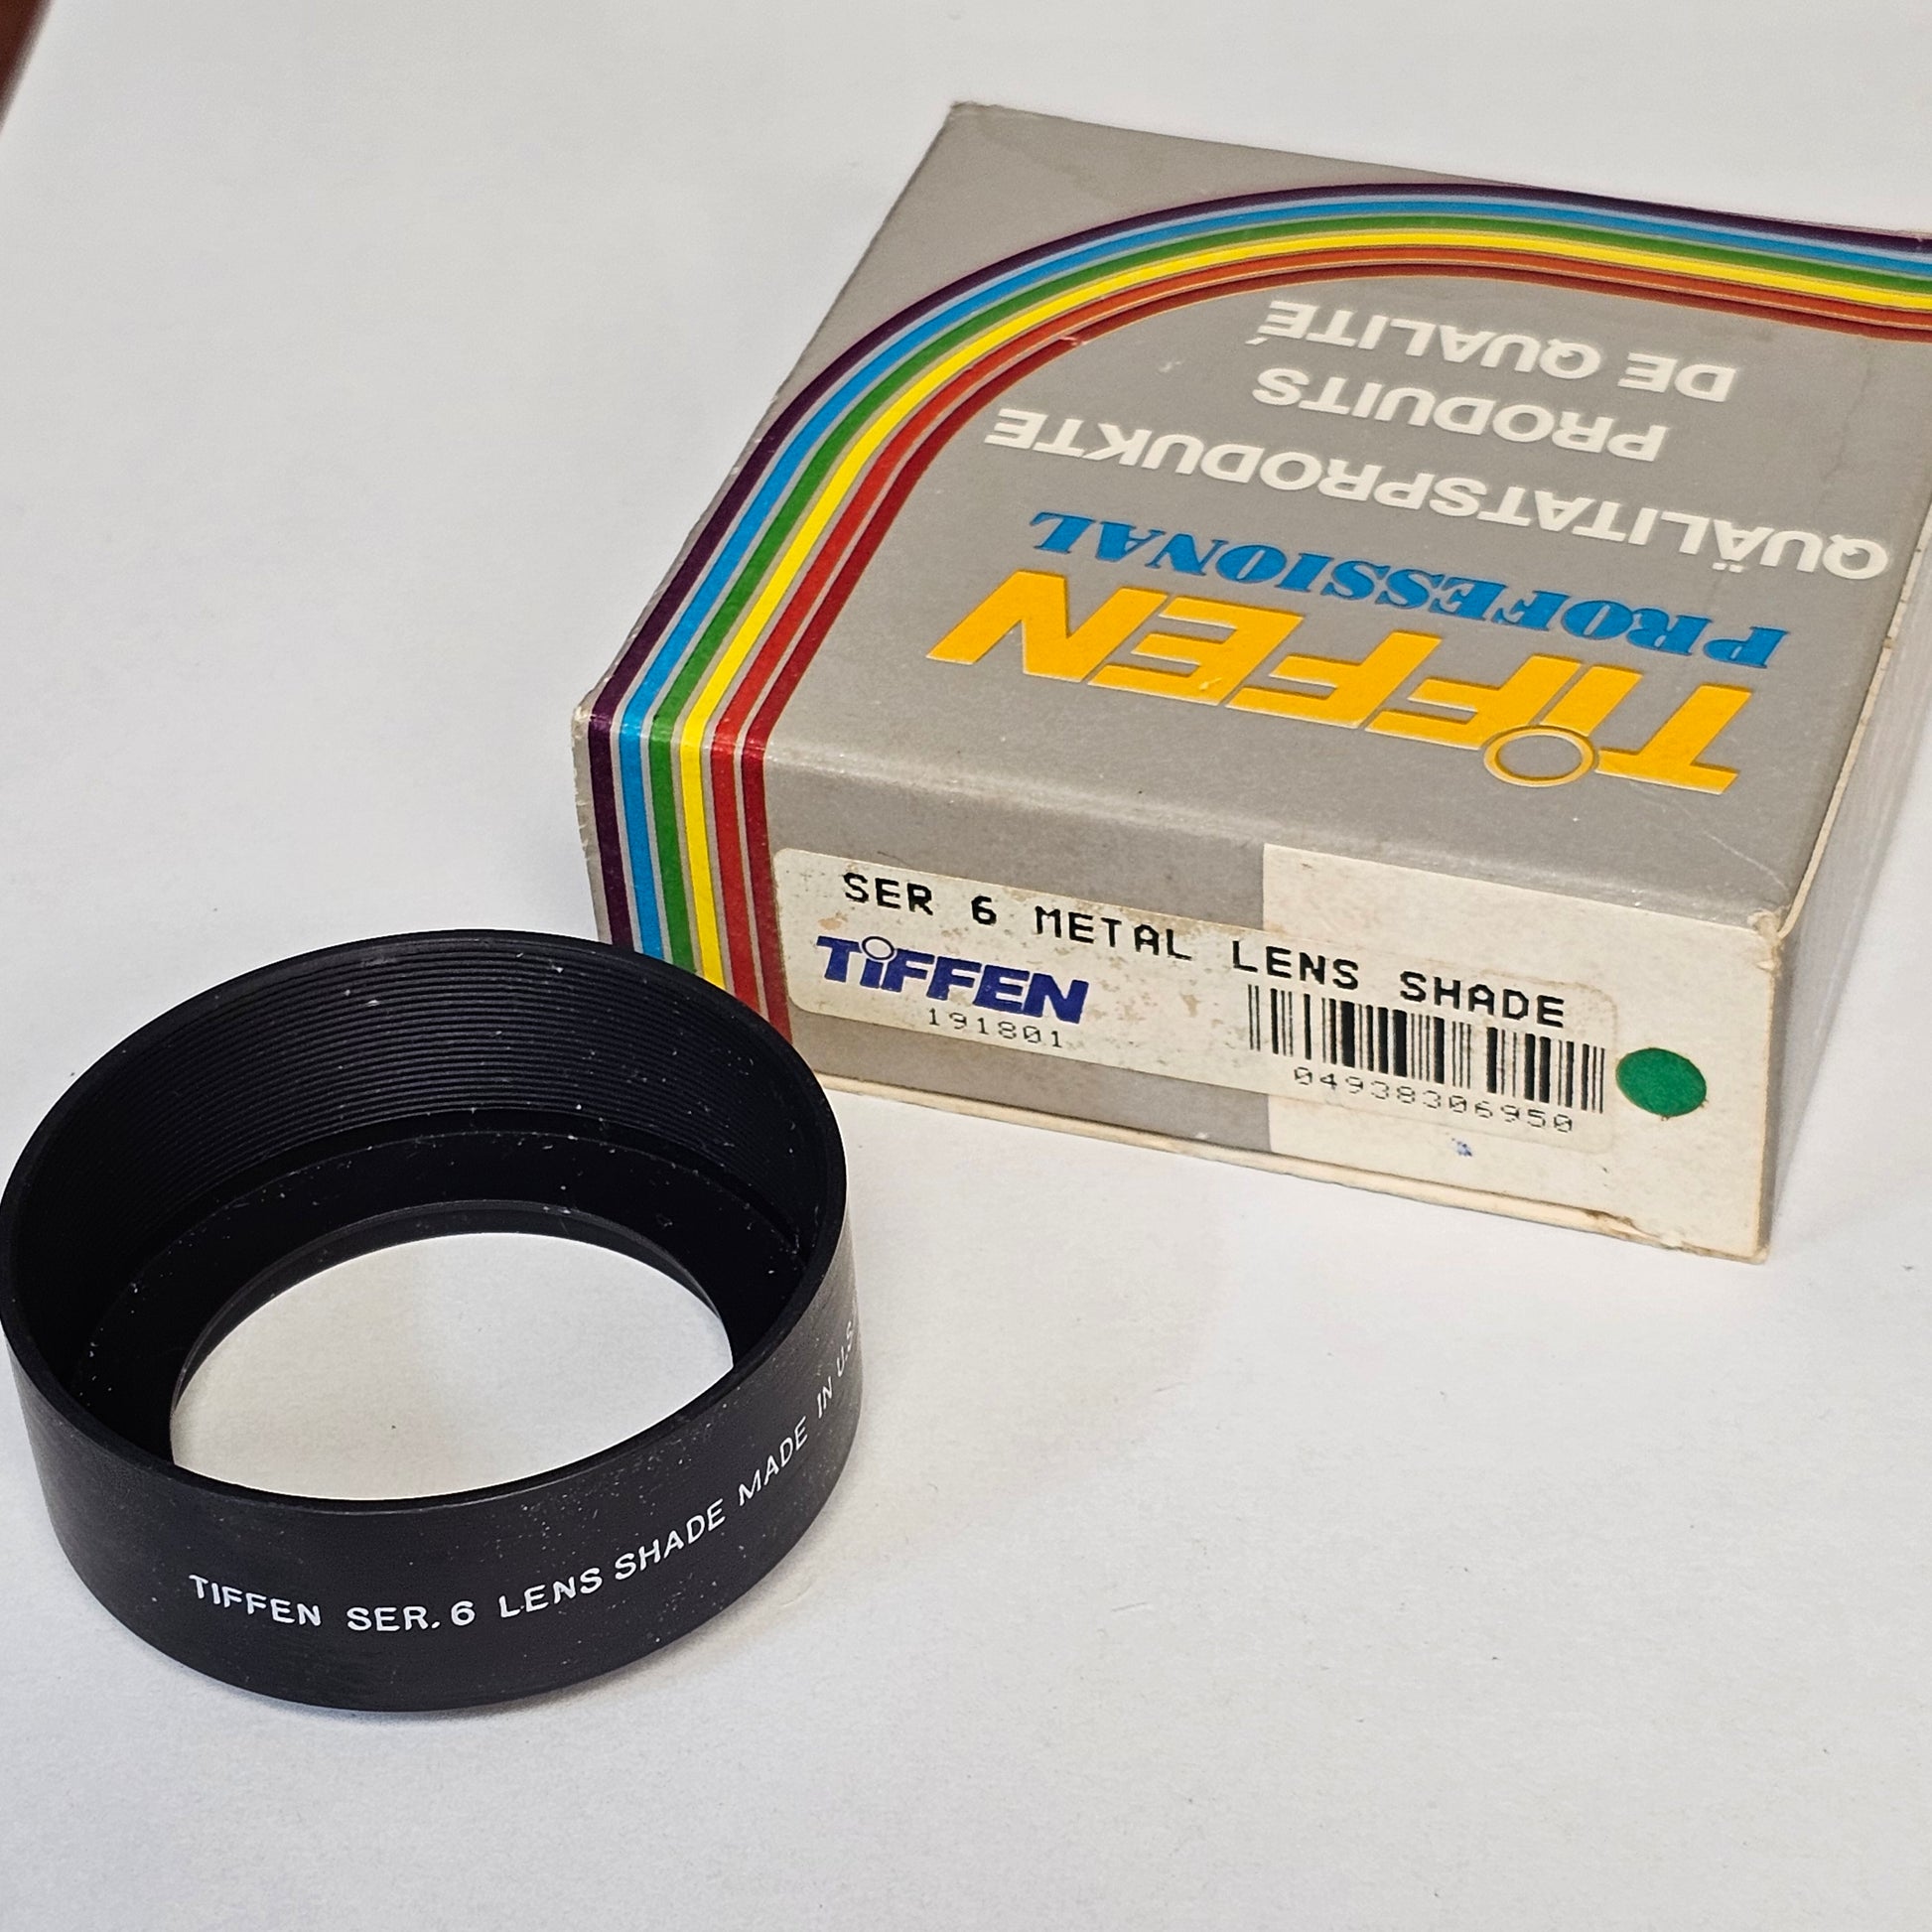 TIFFEN
PROFESSIONAL
QUÄLITATSPRODUKTE
PRODUITS
DE QUALITÉ
SER 6 METAL LENS SHADE
TIFFEN
191801
04938306950
TIFFEN SER. 6 LENS SHADE MADE IN U.S.